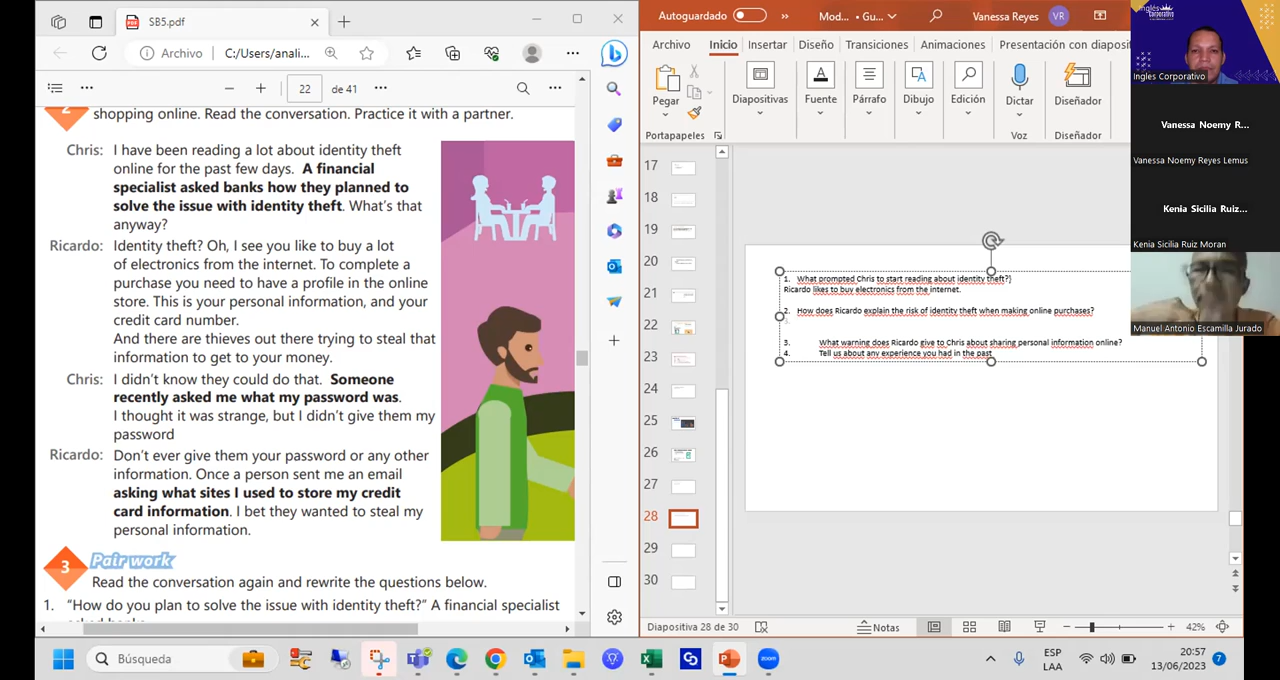 SB5.pdf
Archivo
C:/Users/anali...
22
de 41
shopping online. Read the conversation. Practice it with a partner.
Chris: I have been reading a lot about identity theft
online for the past few days. A financial
specialist asked banks how they planned to
solve the issue with identity theft. What's that
anyway?
Ricardo: Identity theft? Oh, I see you like to buy a lot
of electronics from the internet. To complete a
purchase you need to have a profile in the online
store. This is your personal information, and your
credit card number.
And there are thieves out there trying to steal that
information to get to your money.
Chris: I didn't know they could do that. Someone
recently asked me what my password was.
I thought it was strange, but I didn't give them my
password
Ricardo: Don't ever give them your password or any other
information. Once a person sent me an email
asking what sites I used to store my credit
card information. I bet they wanted to steal my
personal information.
3 Pair work
Read the conversation again and rewrite the questions below.
1. "How do you plan to solve the issue with identity theft?" A financial specialist
Autoguardado
Mod... • Gu...
Vanessa Reyes
VR
Archivo
Inicio
Insertar
Diseño
Transiciones
Animaciones
Presentación con diaposi
Pegar
Diapositivas
Fuente
Párrafo
Dibujo
Edición
Dictar
Diseñador
Portapapeles
Voz
Diseñador
17
18
19
20
21
22
23
24
25
26
27
28
29
30
1. What prompted Chris to start reading about identity theft?}
Ricardo likes to buy electronics from the internet.
2. How does Ricardo explain the risk of identity theft when making online purchases?
3. What warning does Ricardo give to Chris about sharing personal information online?
4. Tell us about any experience you had in the past
Diapositiva 28 de 30
Notas
42%
Inglés
Corporativo
Ingles Corporativo
Vanessa Noemy R...
Vanessa Noemy Reyes Lemus
Kenia Sicilia Ruiz...
Kenia Sicilia Ruiz Moran
Manuel Antonio Escamilla Jurado
Búsqueda
zoom
ESP
LAA
20:57
13/06/2023
7